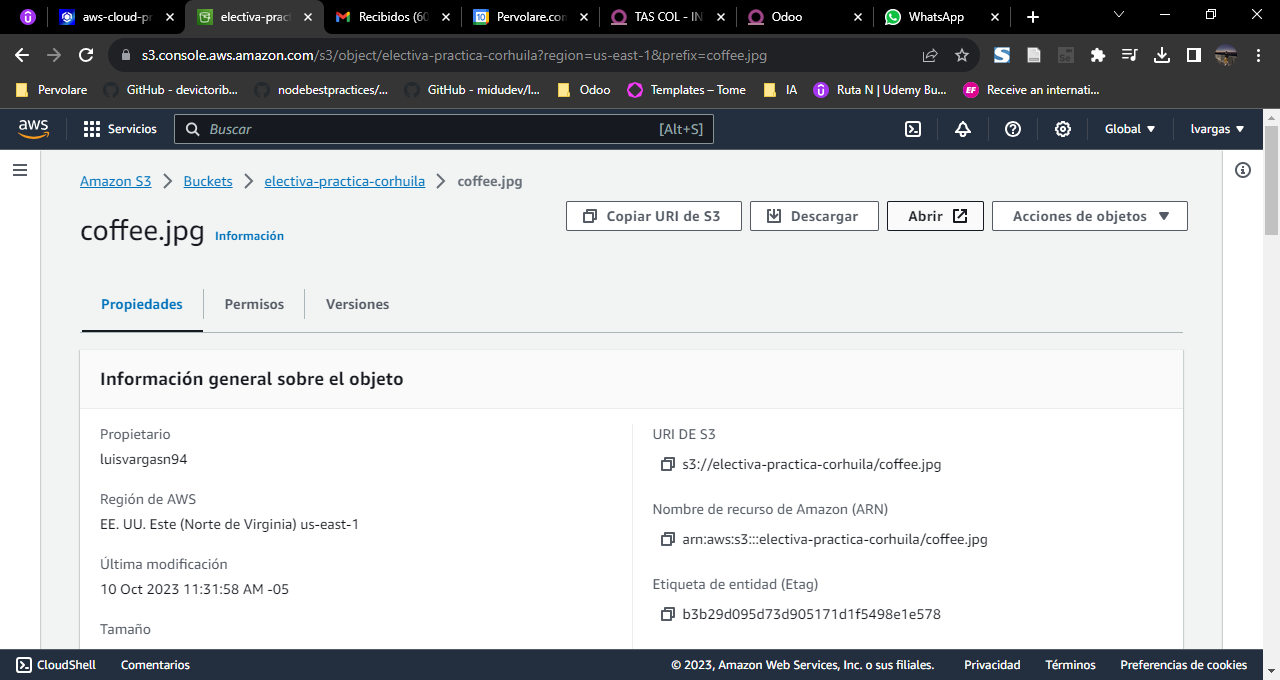 aws-cloud-pr
electiva-pract
Recibidos (60
Pervolare.con
TAS COL - IN
Odoo
WhatsApp
s3.console.aws.amazon.com/s3/object/electiva-practica-corhuila?region=us-east-1&prefix=coffee.jpg
Pervolare
GitHub - devictorib...
nodebestpractices/...
GitHub - midudev/l...
Odoo
Templates – Tome
IA
Ruta N | Udemy Bu...
EF Receive an internati...
aws
Servicios
Buscar
[Alt+S]
Global
lvargas
Amazon S3
Buckets
electiva-practica-corhuila
coffee.jpg
coffee.jpg
Información
Copiar URI de S3
Descargar
Abrir
Acciones de objetos
Propiedades
Permisos
Versiones
Información general sobre el objeto
Propietario
luisvargasn94
Región de AWS
EE. UU. Este (Norte de Virginia) us-east-1
Última modificación
10 Oct 2023 11:31:58 AM -05
Tamaño
URI DE S3
s3://electiva-practica-corhuila/coffee.jpg
Nombre de recurso de Amazon (ARN)
arn:aws:s3:::electiva-practica-corhuila/coffee.jpg
Etiqueta de entidad (Etag)
b3b29d095d73d905171d1f5498e1e578
CloudShell
Comentarios
© 2023, Amazon Web Services, Inc. o sus filiales.
Privacidad
Términos
Preferencias de cookies